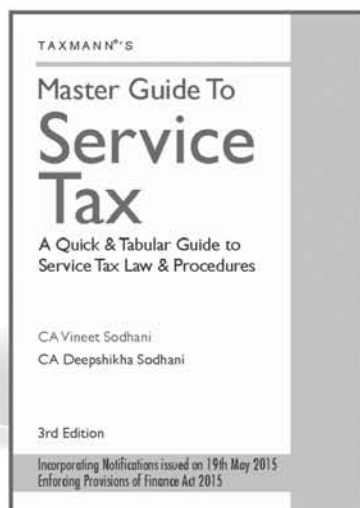 TAXMANN®'S
Master Guide To
Service
Tax
A Quick & Tabular Guide to
Service Tax Law & Procedures
CA Vineet Sodhani
CA Deepshikha Sodhani
3rd Edition
Incorporating Notifications issued on 19th May 2015
Enforcing Provisions of Finance Act 2015